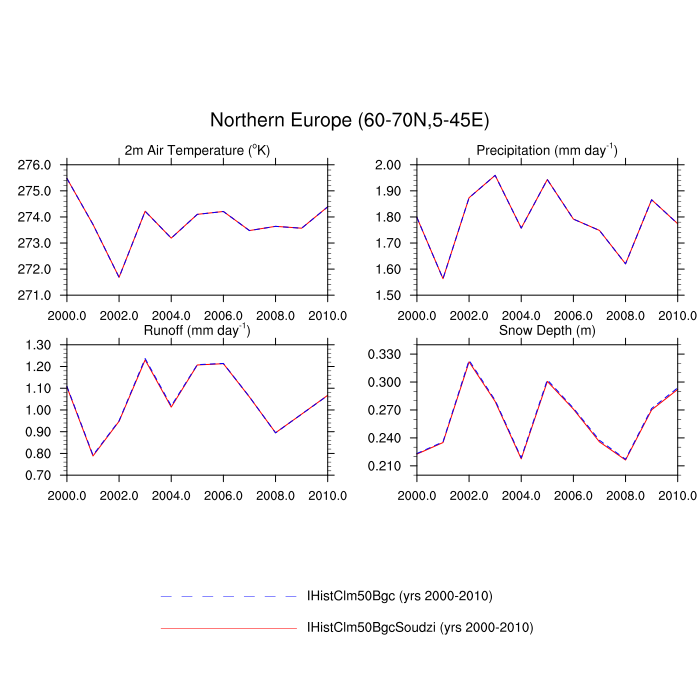 Northern Europe (60-70N,5-45E)
2m Air Temperature (°K)
276.0
275.0
274.0
273.0
272.0
271.0
2000.0 2002.0 2004.0 2006.0 2008.0 2010.0
Precipitation (mm day⁻¹)
2.00
1.90
1.80
1.70
1.60
1.50
2000.0 2002.0 2004.0 2006.0 2008.0 2010.0
Runoff (mm day⁻¹)
1.30
1.20
1.10
1.00
0.90
0.80
0.70
2000.0 2002.0 2004.0 2006.0 2008.0 2010.0
Snow Depth (m)
0.330
0.300
0.270
0.240
0.210
2000.0 2002.0 2004.0 2006.0 2008.0 2010.0
IHistClm50Bgc (yrs 2000-2010)
IHistClm50BgcSoudzi (yrs 2000-2010)